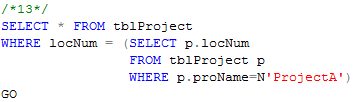 /*13*/
SELECT * FROM tblProject
WHERE locNum = (SELECT p.locNum
FROM tblProject p
WHERE p.proName=N'ProjectA')
GO